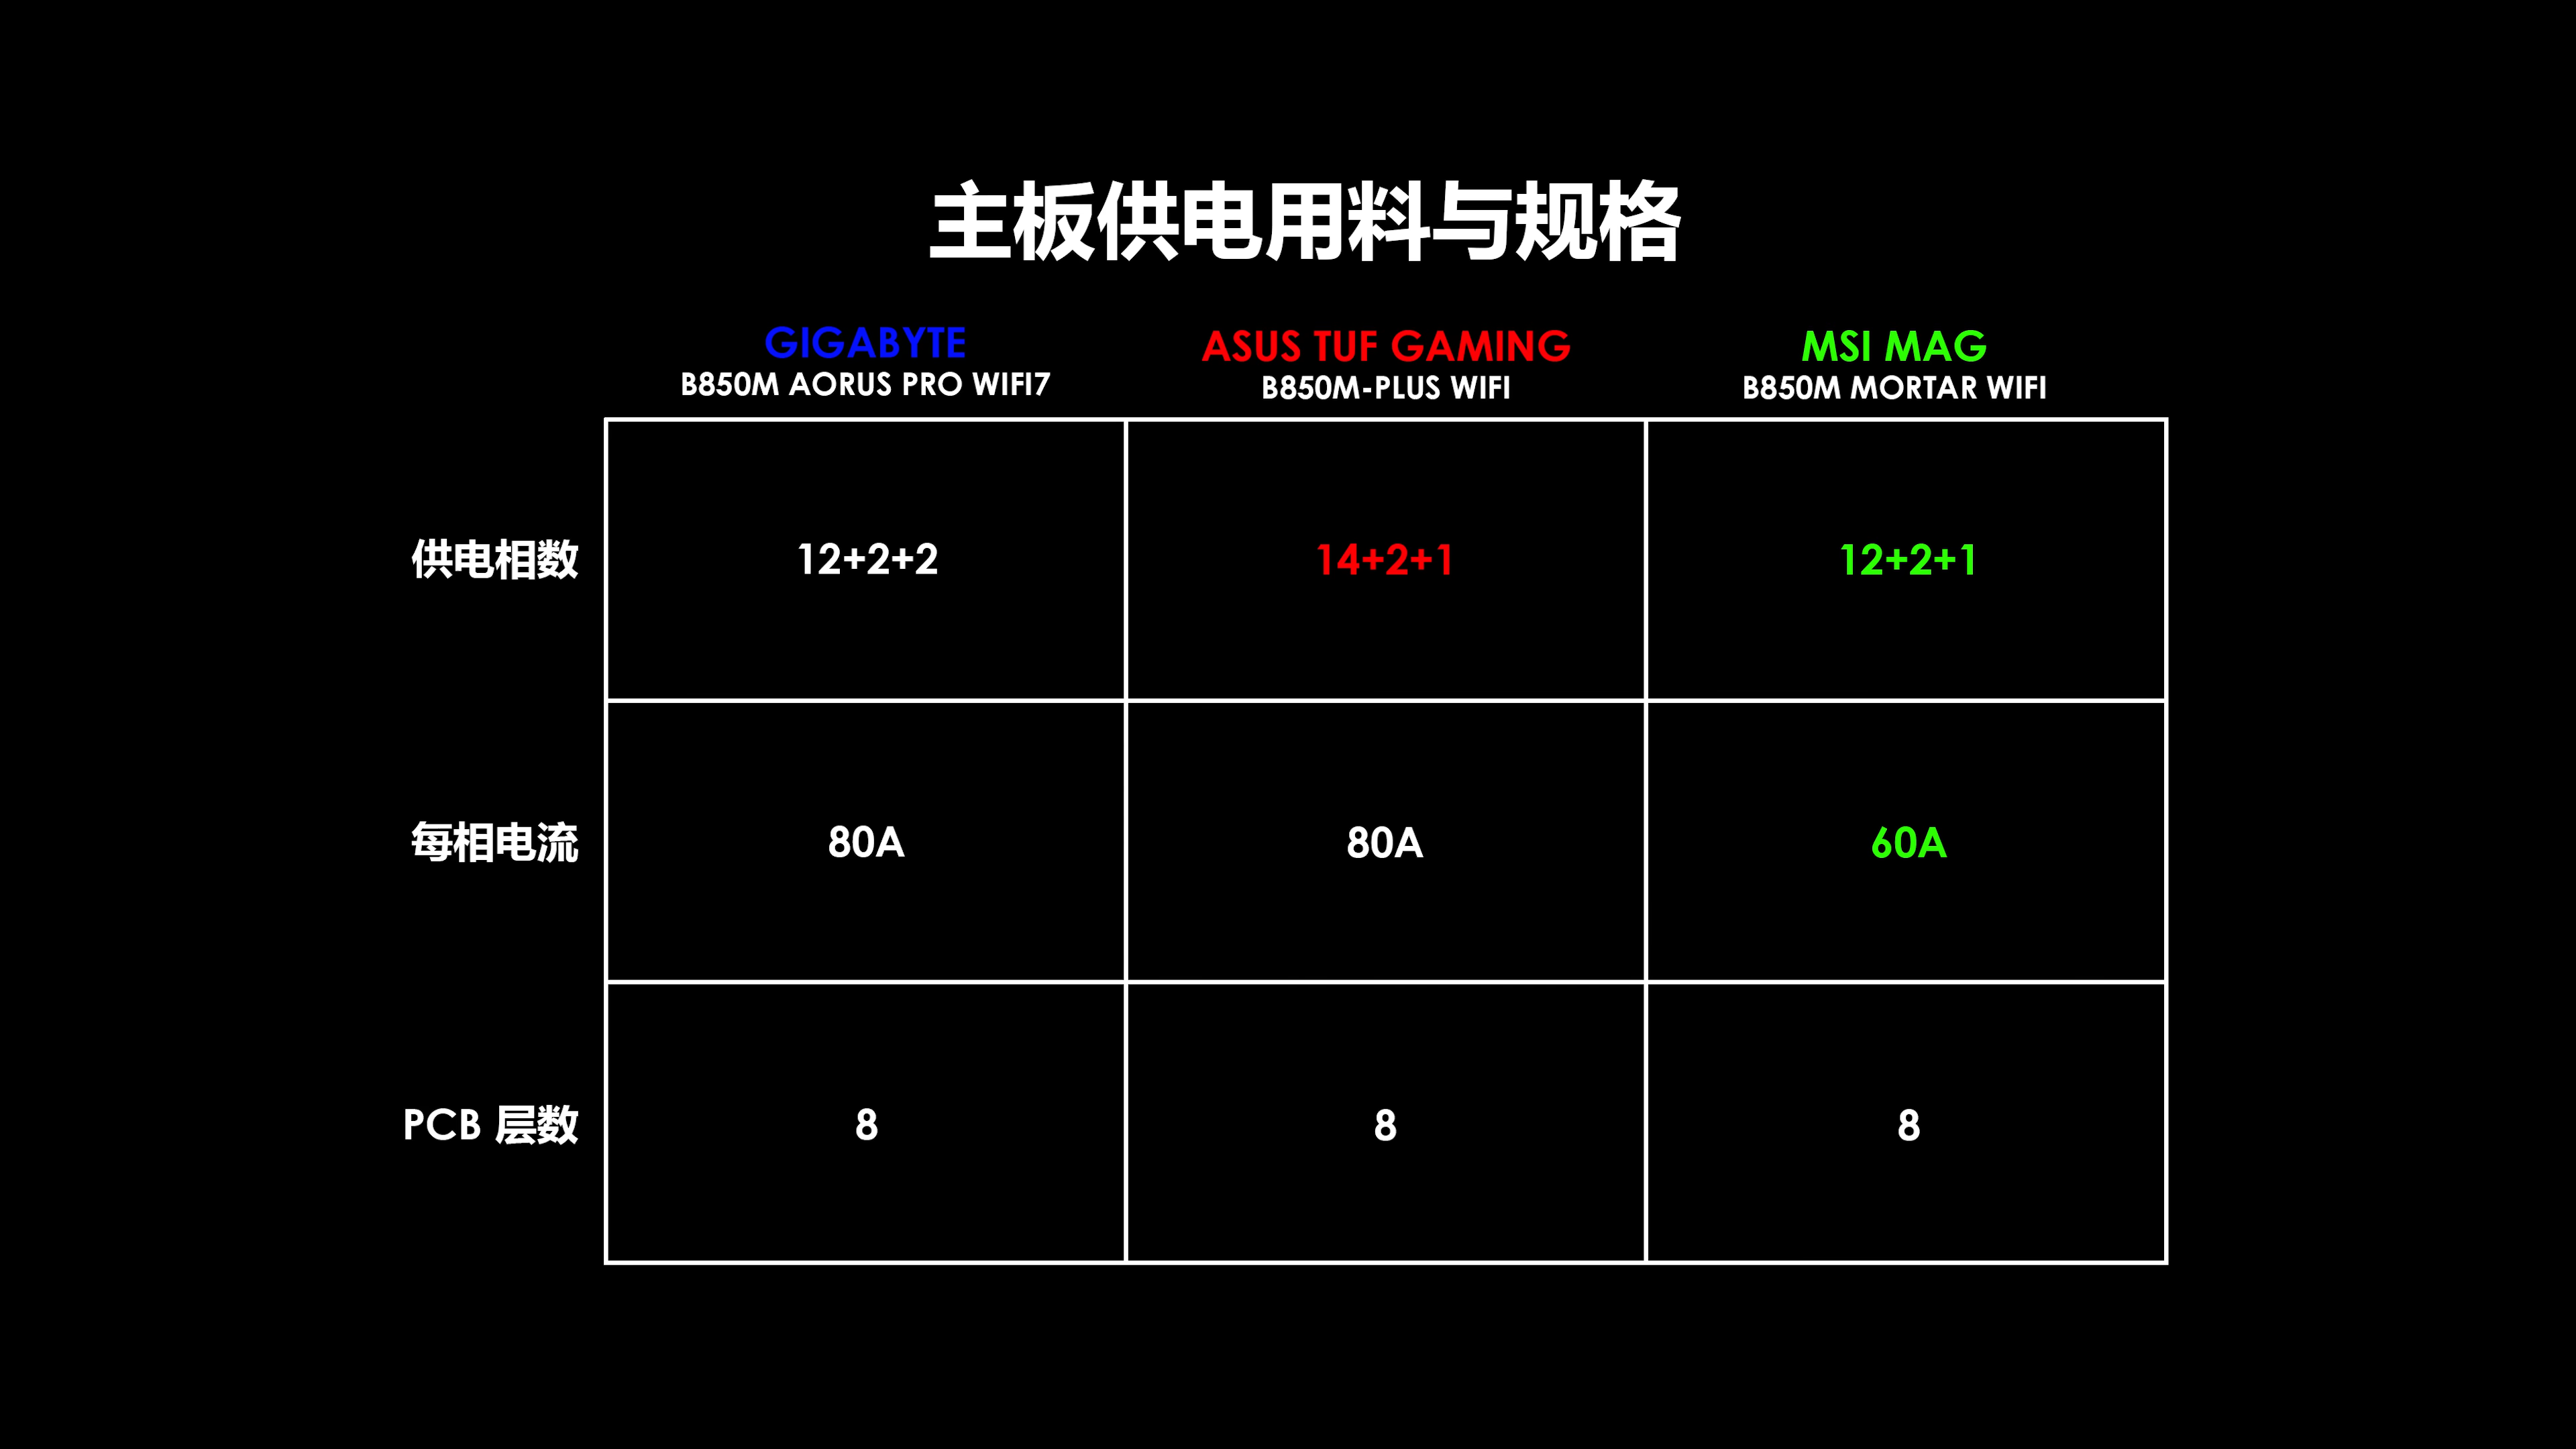 主板供电用料与规格
GIGABYTE
B850M AORUS PRO WIFI7
ASUS TUF GAMING
B850M-PLUS WIFI
MSI MAG
B850M MORTAR WIFI
供电相数
12+2+2
14+2+1
12+2+1
每相电流
80A
80A
60A
PCB 层数
8
8
8